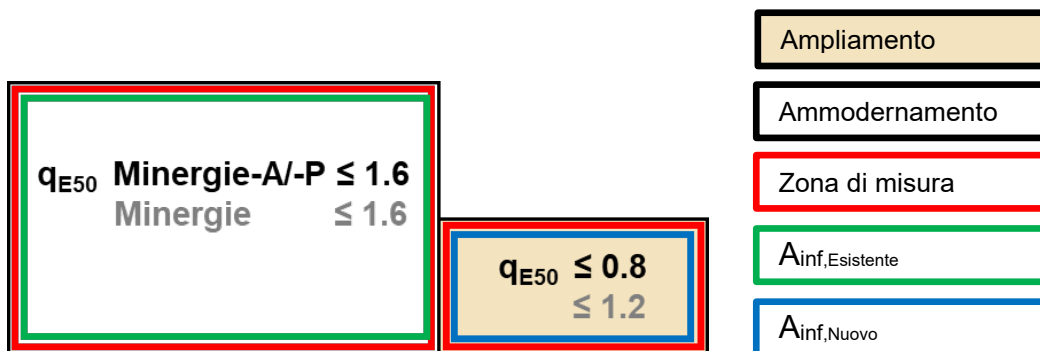 Ampliamento
Ammodernamento
qE50 Minergie-A/-P ≤ 1.6
Minergie ≤ 1.6
Zona di misura
qE50 ≤ 0.8
≤ 1.2
Ainf,Esistente
Ainf,Nuovo